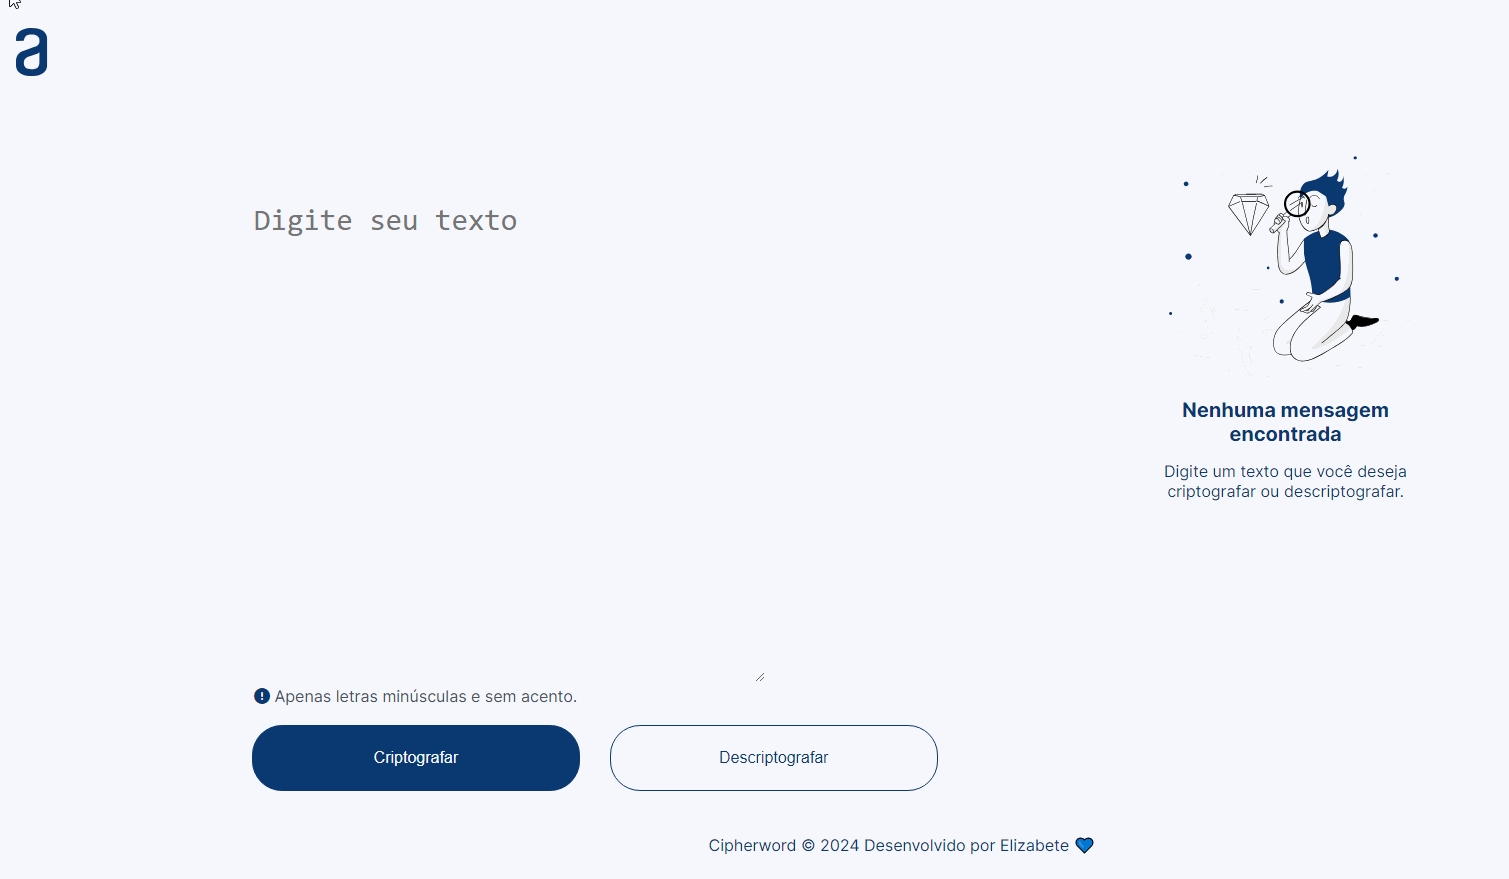 a
Digite seu texto
Nenhuma mensagem
encontrada
Digite um texto que você deseja
criptografar ou descriptografar.
Apenas letras minúsculas e sem acento.
Criptografar
Descriptografar
Cipherword © 2024 Desenvolvido por Elizabete 💙